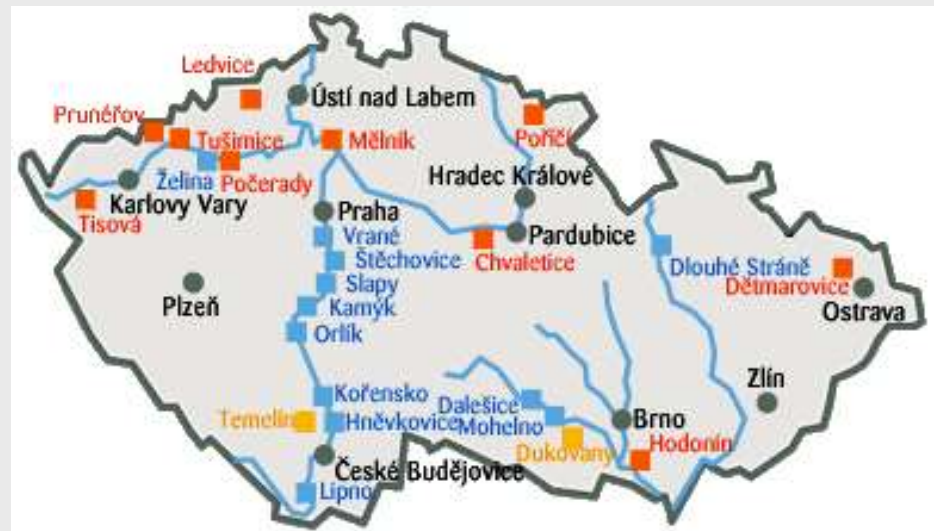 Ledvice
Ústí nad Labem
Prunéřov
Tušimice
Mělník
Poříčí
Želina
Počerady
Hradec Králové
Karlovy Vary
Tisová
Praha
Pardubice
Vrané
Štěchovice
Chvaletice
Dlouhé Stráně
Dětmarovice
Slapy
Plzeň
Kamýk
Ostrava
Orlík
Zlín
Kořensko
Dalešice
Temelín
Hněvkovice
Mohelno
Brno
Dukovany
Hodonín
České Budějovice
Lipno